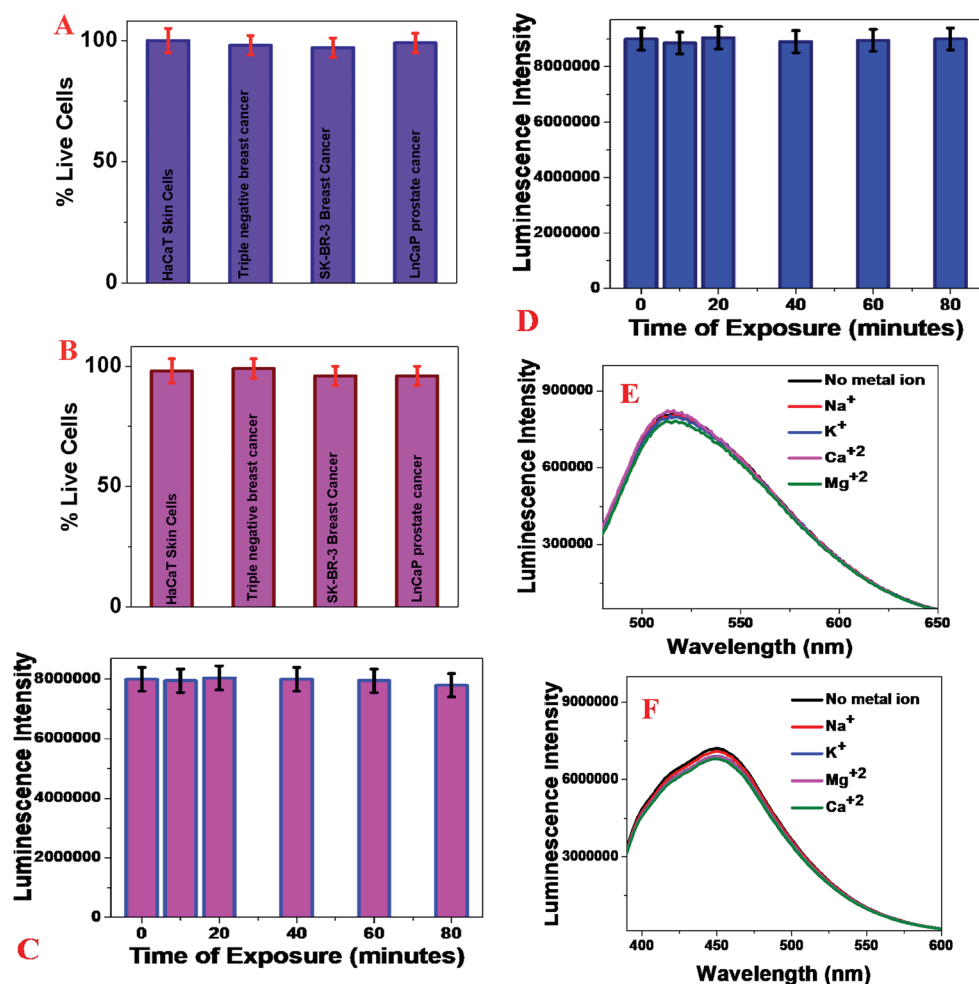 A
% Live Cells
100
50
0
HaCaT Skin Cells
Triple negative breast cancer
SK-BR-3 Breast Cancer
LnCaP prostate cancer
B
% Live Cells
100
50
0
HaCaT Skin Cells
Triple negative breast cancer
SK-BR-3 Breast Cancer
LnCaP prostate cancer
C
Luminescence Intensity
8000000
6000000
4000000
2000000
0
0 20 40 60 80
Time of Exposure (minutes)
D
Luminescence Intensity
8000000
6000000
4000000
2000000
0
0 20 40 60 80
Time of Exposure (minutes)
E
Luminescence Intensity
900000
600000
300000
No metal ion
Na+
K+
Ca+2
Mg+2
500 550 600 650
Wavelength (nm)
F
Luminescence Intensity
9000000
6000000
3000000
No metal ion
Na+
K+
Mg+2
Ca+2
400 450 500 550 600
Wavelength (nm)